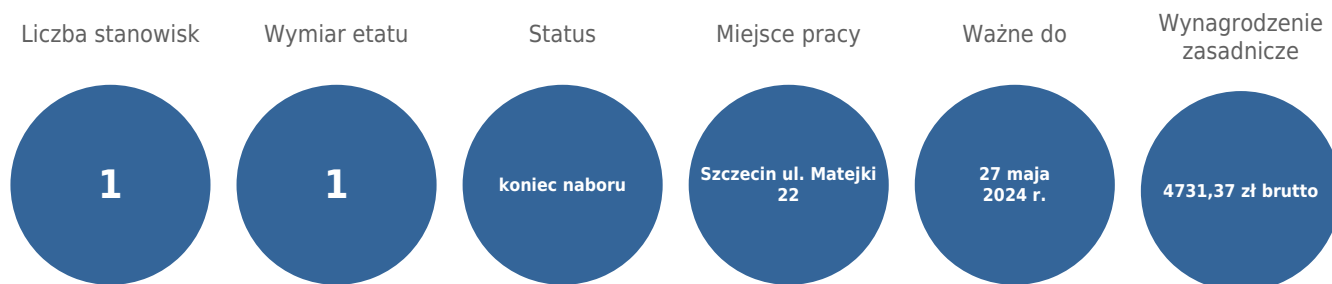 Liczba stanowisk
1
Wymiar etatu
1
Status
koniec naboru
Miejsce pracy
Szczecin ul. Matejki
22
Ważne do
27 maja
2024 r.
Wynagrodzenie
zasadnicze
4731,37 zł brutto